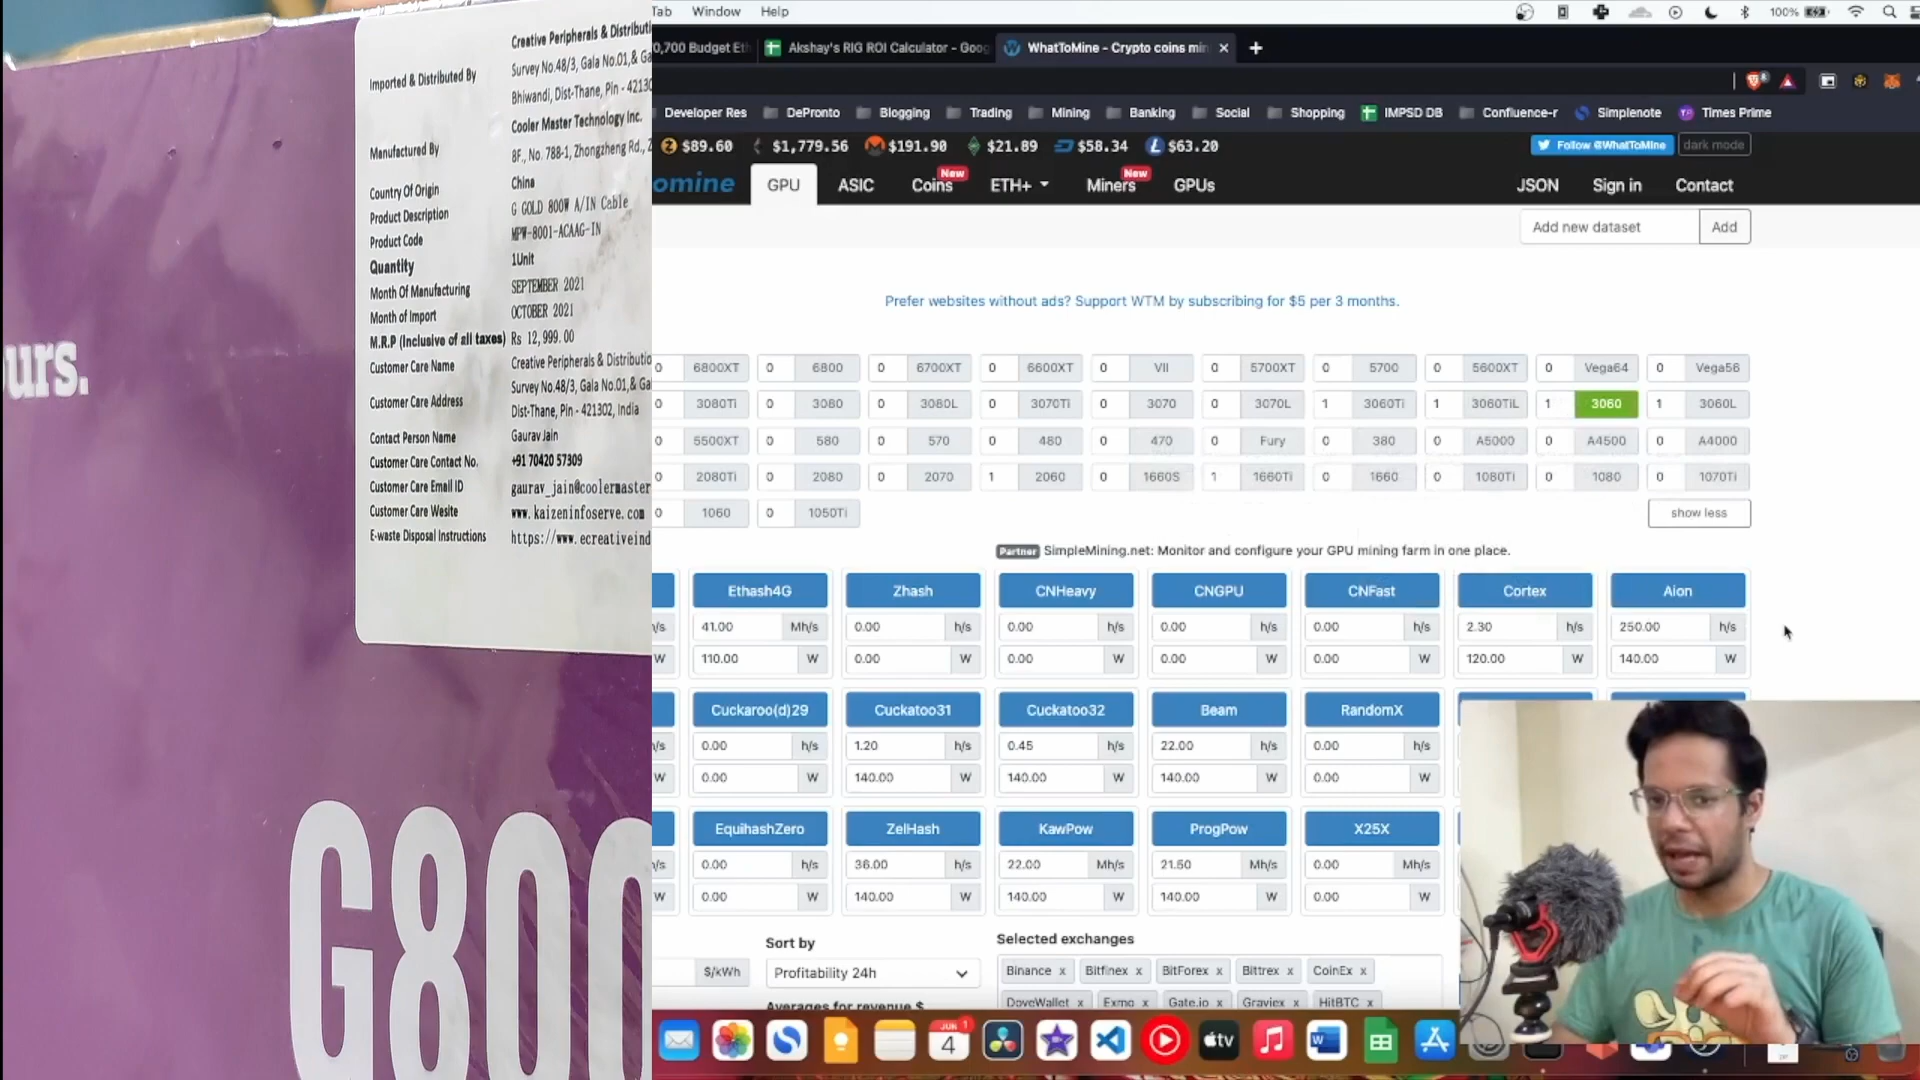 Imported & Distributed By
Creative Peripherals & Distributi
Survey No.48/3, Gala No.01,& Ga
Bhiwandi, Dist-Thane, Pin - 42130
Manufactured By
Cooler Master Technology Inc.
8F., No. 788-1, Zhongzheng Rd.,
Country Of Origin
China
Product Description
G GOLD 800W A/IN Cable
Product Code
MPW-8001-ACAAG-IN
Quantity
1Unit
Month Of Manufacturing
SEPTEMBER 2021
Month of Import
OCTOBER 2021
M.R.P (Inclusive of all taxes)
Rs 12,999.00
Customer Care Name
Creative Peripherals & Distributio
Customer Care Address
Survey No.48/3, Gala No.01,& Ga
Dist-Thane, Pin - 421302, India
Contact Person Name
Gaurav Jain
Customer Care Contact No.
+91 70420 57309
Customer Care Email ID
gaurav_jain@coolermaster
Customer Care Wesite
www.kaizeninfoserve.com
E-waste Disposal Instructions
https://www.ecreativeind
urs.
G800
Tab Window Help
100%
0,700 Budget Eth
Akshay's RIG ROI Calculator - Goog
WhatToMine - Crypto coins min
Developer Res DePronto Blogging Trading Mining Banking Social Shopping IMPSD DB Confluence-r Simplenote Times Prime
$89.60 $1,779.56 $191.90 $21.89 $58.34 $63.20
Follow @WhatToMine dark mode
omine GPU ASIC Coins New ETH+ Miners New GPUs JSON Sign in Contact
Add new dataset Add
Prefer websites without ads? Support WTM by subscribing for $5 per 3 months.
0 6800XT 0 6800 0 6700XT 0 6600XT 0 VII 0 5700XT 0 5700 0 5600XT 0 Vega64 0 Vega56
0 3080Ti 0 3080 0 3080L 0 3070Ti 0 3070 0 3070L 1 3060Ti 1 3060TiL 1 3060 1 3060L
0 5500XT 0 580 0 570 0 480 0 470 0 Fury 0 380 0 A5000 0 A4500 0 A4000
0 2080Ti 0 2080 0 2070 1 2060 0 1660S 1 1660Ti 0 1660 0 1080Ti 0 1080 0 1070Ti
0 1060 0 1050Ti show less
Partner SimpleMining.net: Monitor and configure your GPU mining farm in one place.
Ethash4G Zhash CNHeavy CNGPU CNFast Cortex Aion
h/s 41.00 Mh/s 0.00 h/s 0.00 h/s 0.00 h/s 0.00 h/s 2.30 h/s 250.00 h/s
W 110.00 W 0.00 W 0.00 W 0.00 W 0.00 W 120.00 W 140.00 W
Cuckaroo(d)29 Cuckatoo31 Cuckatoo32 Beam RandomX
h/s 0.00 h/s 1.20 h/s 0.45 h/s 22.00 h/s 0.00 h/s
W 0.00 W 140.00 W 140.00 W 140.00 W 0.00 W
EquihashZero ZelHash KawPow ProgPow X25X
h/s 0.00 h/s 36.00 h/s 22.00 Mh/s 21.50 Mh/s 0.00 Mh/s
W 0.00 W 140.00 W 140.00 W 140.00 W 0.00 W
Sort by Selected exchanges
$/kWh Profitability 24h Binance x Bitfinex x BitForex x Bittrex x CoinEx x
Averages for revenue $ DoveWallet x Exmo x Gate.io x Graviex x HitBTC x
JUN 1
4
tv
W